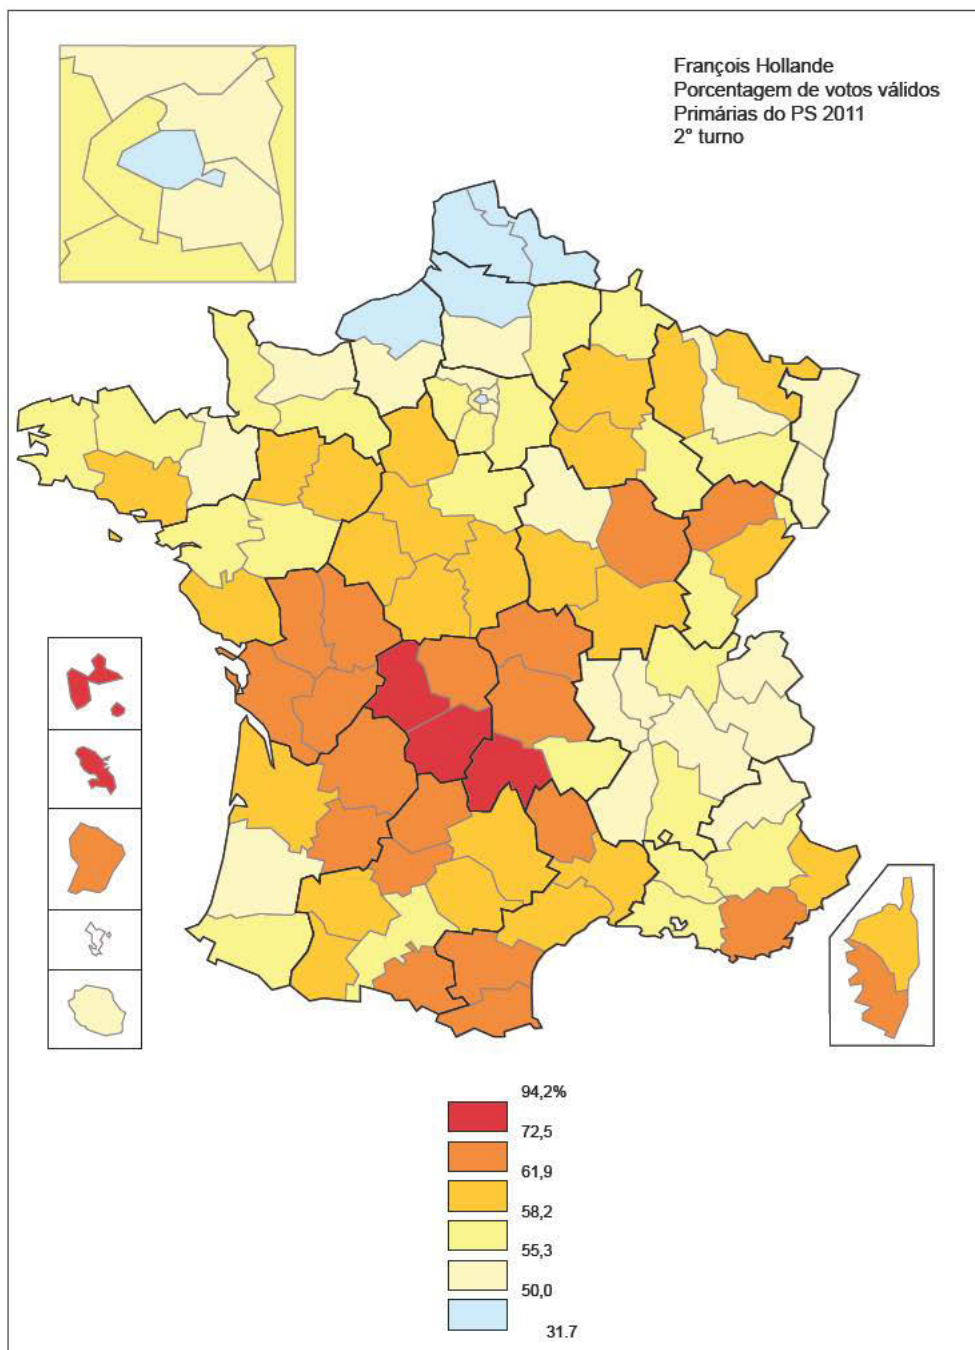 François Hollande
Porcentagem de votos válidos
Primárias do PS 2011
2° turno
94,2%
72,5
61,9
58,2
55,3
50,0
31.7